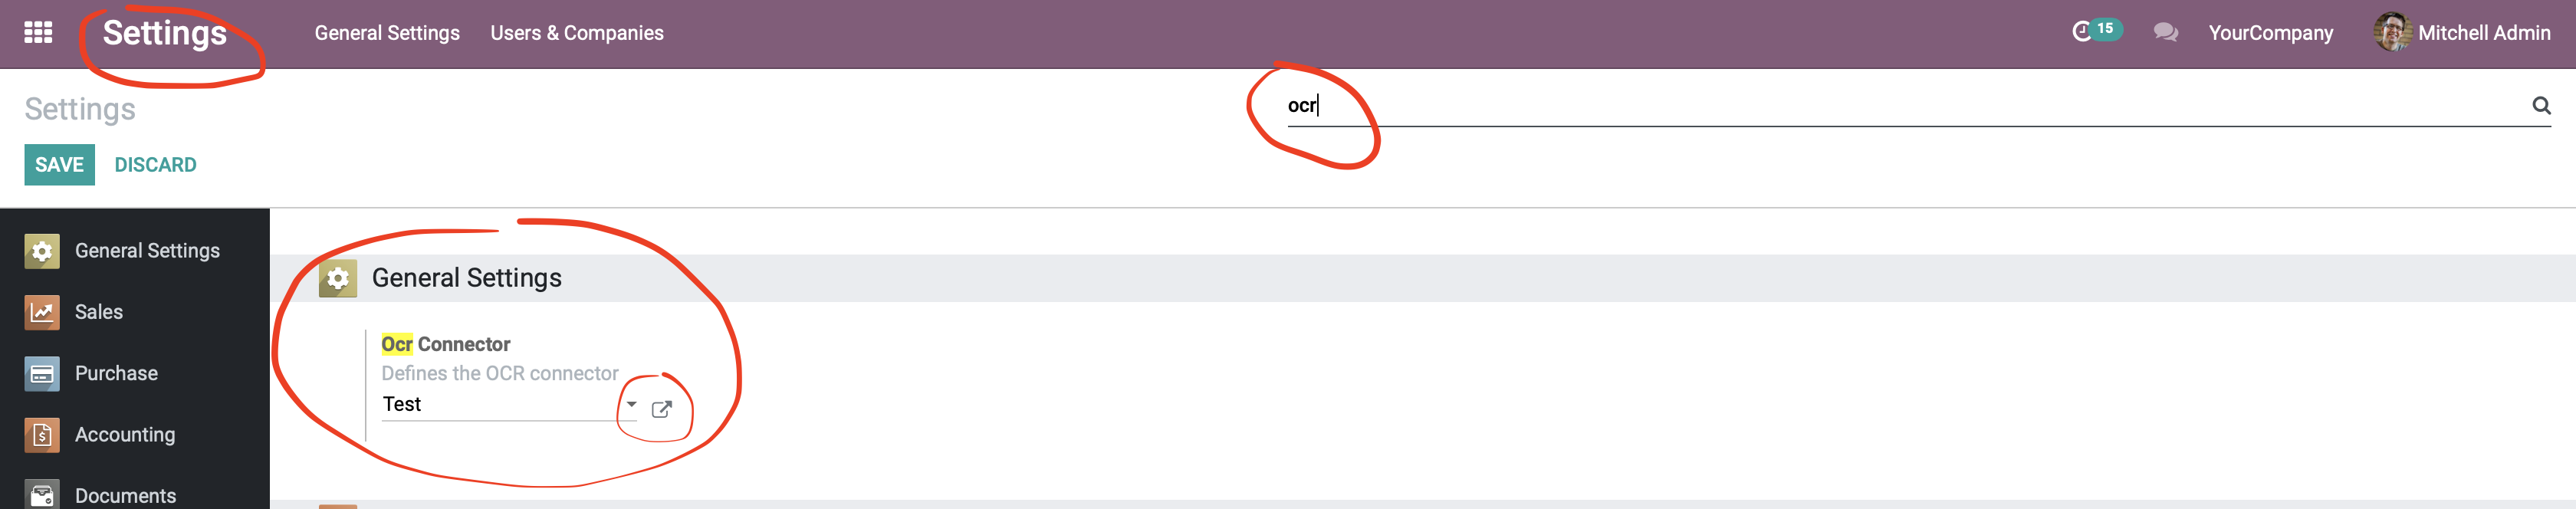 Settings General Settings Users & Companies 15 YourCompany Mitchell Admin
Settings
ocr
SAVE DISCARD
General Settings
Sales
Purchase
Accounting
Documents
General Settings
Ocr Connector
Defines the OCR connector
Test